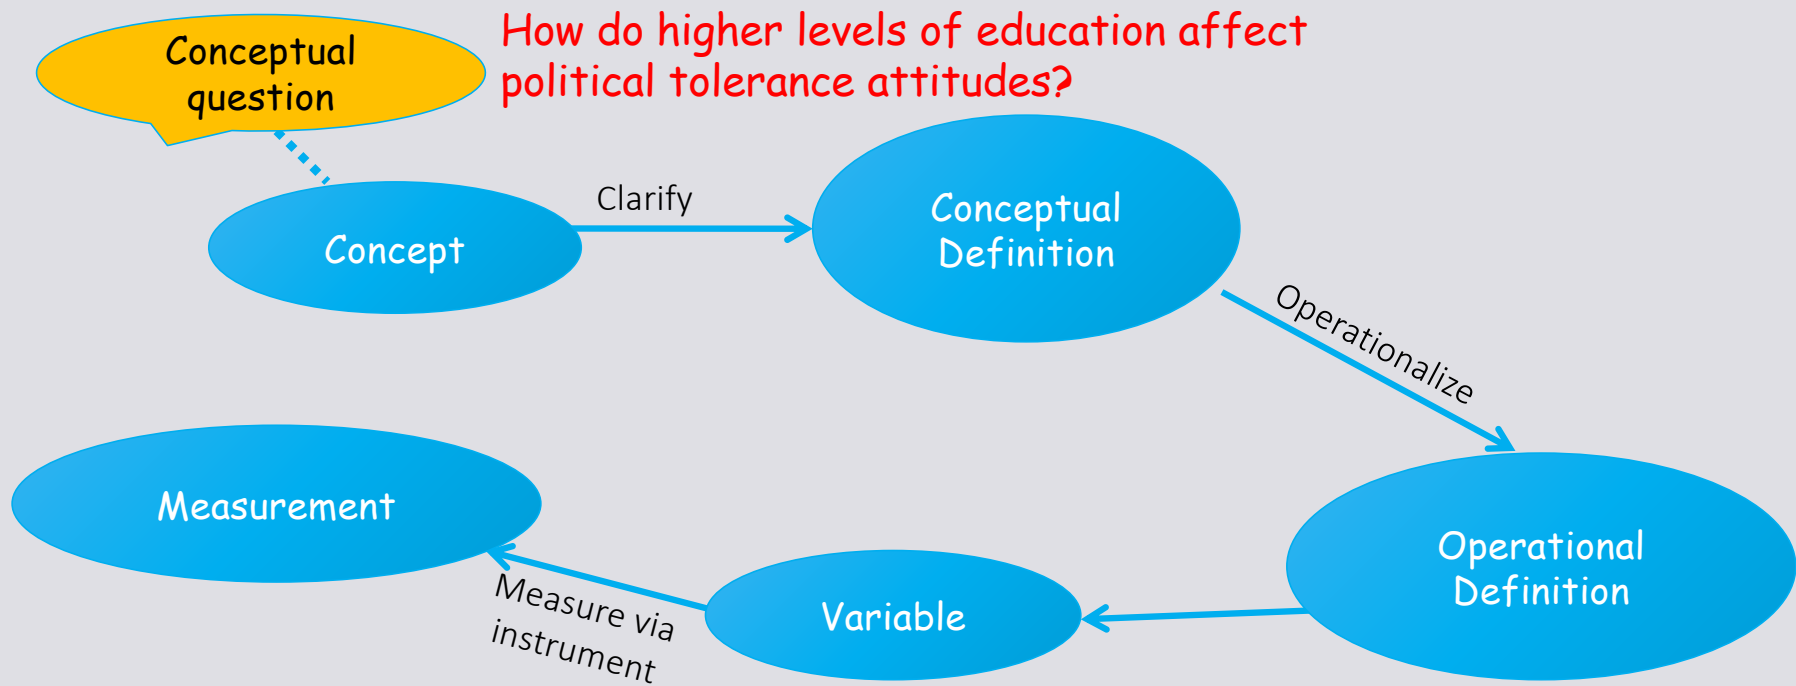 Conceptual
question
How do higher levels of education affect
political tolerance attitudes?
Concept
Clarify
Conceptual
Definition
Operationalize
Operational
Definition
Variable
Measure via
instrument
Measurement